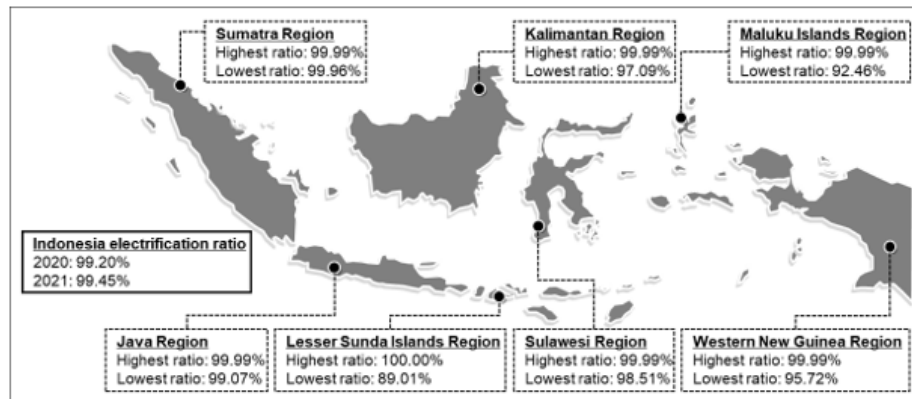 Sumatra Region
Highest ratio: 99.99%
Lowest ratio: 99.96%
Kalimantan Region
Highest ratio: 99.99%
Lowest ratio: 97.09%
Maluku Islands Region
Highest ratio: 99.99%
Lowest ratio: 92.46%
Indonesia electrification ratio
2020: 99.20%
2021: 99.45%
Java Region
Highest ratio: 99.99%
Lowest ratio: 99.07%
Lesser Sunda Islands Region
Highest ratio: 100.00%
Lowest ratio: 89.01%
Sulawesi Region
Highest ratio: 99.99%
Lowest ratio: 98.51%
Western New Guinea Region
Highest ratio: 99.99%
Lowest ratio: 95.72%